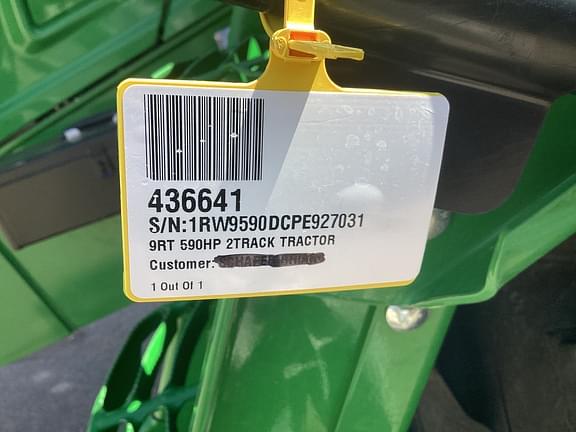 436641
S/N:1RW9590DCPE927031
9RT 590HP 2TRACK TRACTOR
Customer:
1 Out Of 1